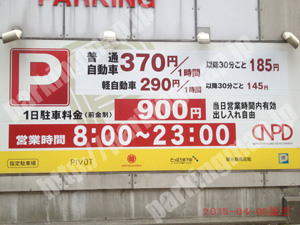 PARKING
P
普通自動車 370円/1時間 以降30分ごと 185円
軽自動車 290円/1時間 以降30分ごと 145円
1日駐車料金(前金制) 900円 当日営業時間内有効
出し入れ自由
営業時間 8:00~23:00
NPD
指定駐車場 PIVOT